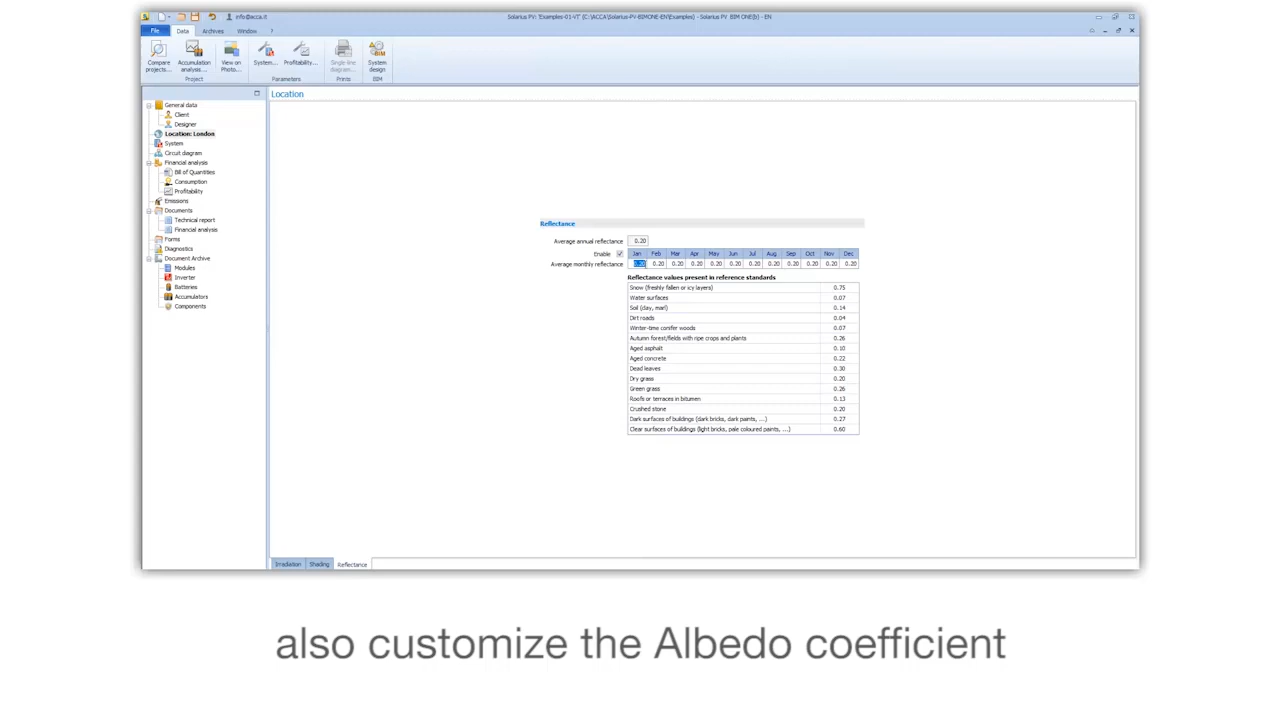 info@acca.it
Solarius PV: 'Examples-01-VT' (C:\ACCA\Solarius-PV-BIMONE-EN\Examples) - Solarius PV BIM ONE(b) - EN
File Data Archives Window ?
Compare projects...
Accumulation analysis...
View on Photo...
System...
Profitability...
Single-line diagram...
System design
Project Parameters Prints BIM
General data
Client
Designer
Location: London
System
Circuit diagram
Financial analysis
Bill of Quantities
Consumption
Profitability
Emissions
Documents
Technical report
Financial analysis
Forms
Diagnostics
Document Archive
Modules
Inverter
Batteries
Accumulators
Components
Location
Reflectance
Average annual reflectance 0.20
Enable Jan Feb Mar Apr May Jun Jul Aug Sep Oct Nov Dec
Average monthly reflectance 0.20 0.20 0.20 0.20 0.20 0.20 0.20 0.20 0.20 0.20 0.20 0.20
Reflectance values present in reference standards
Snow (freshly fallen or icy layers) 0.75
Water surfaces 0.07
Soil (clay, marl) 0.14
Dirt roads 0.04
Winter-time conifer woods 0.07
Autumn forest/fields with ripe crops and plants 0.26
Aged asphalt 0.10
Aged concrete 0.22
Dead leaves 0.30
Dry grass 0.20
Green grass 0.26
Roofs or terraces in bitumen 0.13
Crushed stone 0.20
Dark surfaces of buildings (dark bricks, dark paints, ...) 0.27
Clear surfaces of buildings (light bricks, pale coloured paints, ...) 0.60
Irradiation Shading Reflectance
also customize the Albedo coefficient